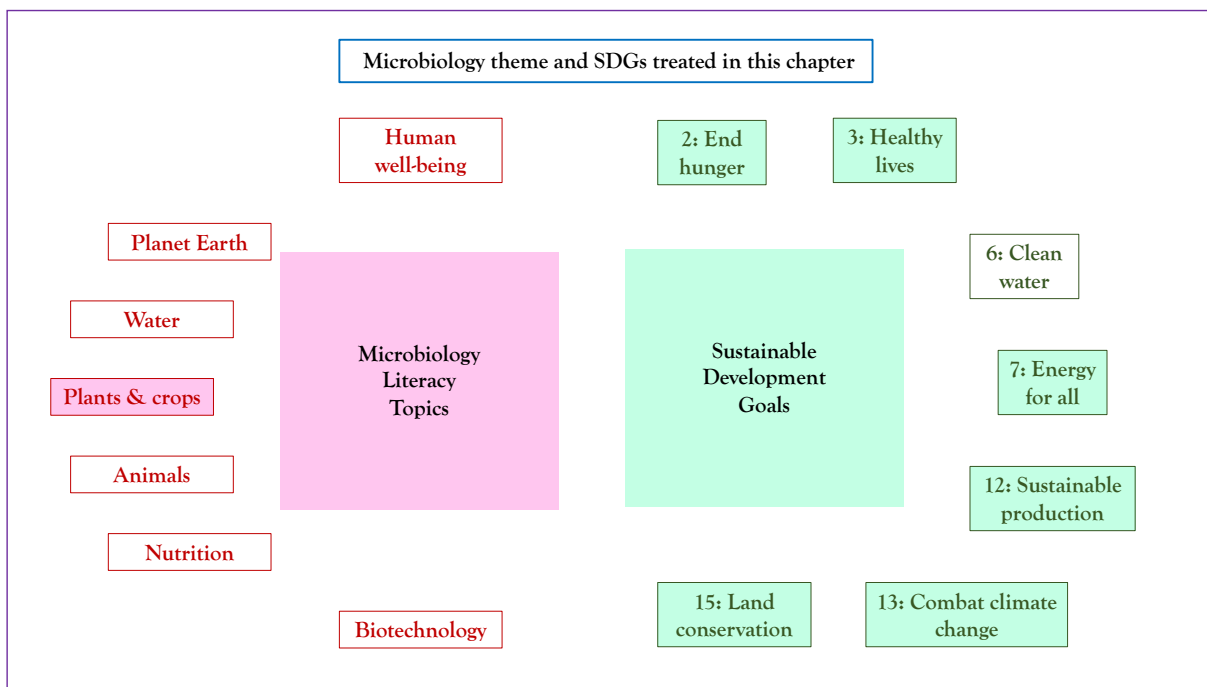 Microbiology theme and SDGs treated in this chapter
Human
well-being
2: End
hunger
3: Healthy
lives
Planet Earth
6: Clean
water
Water
Microbiology
Literacy
Topics
Sustainable
Development
Goals
7: Energy
for all
Plants & crops
Animals
12: Sustainable
production
Nutrition
Biotechnology
15: Land
conservation
13: Combat climate
change